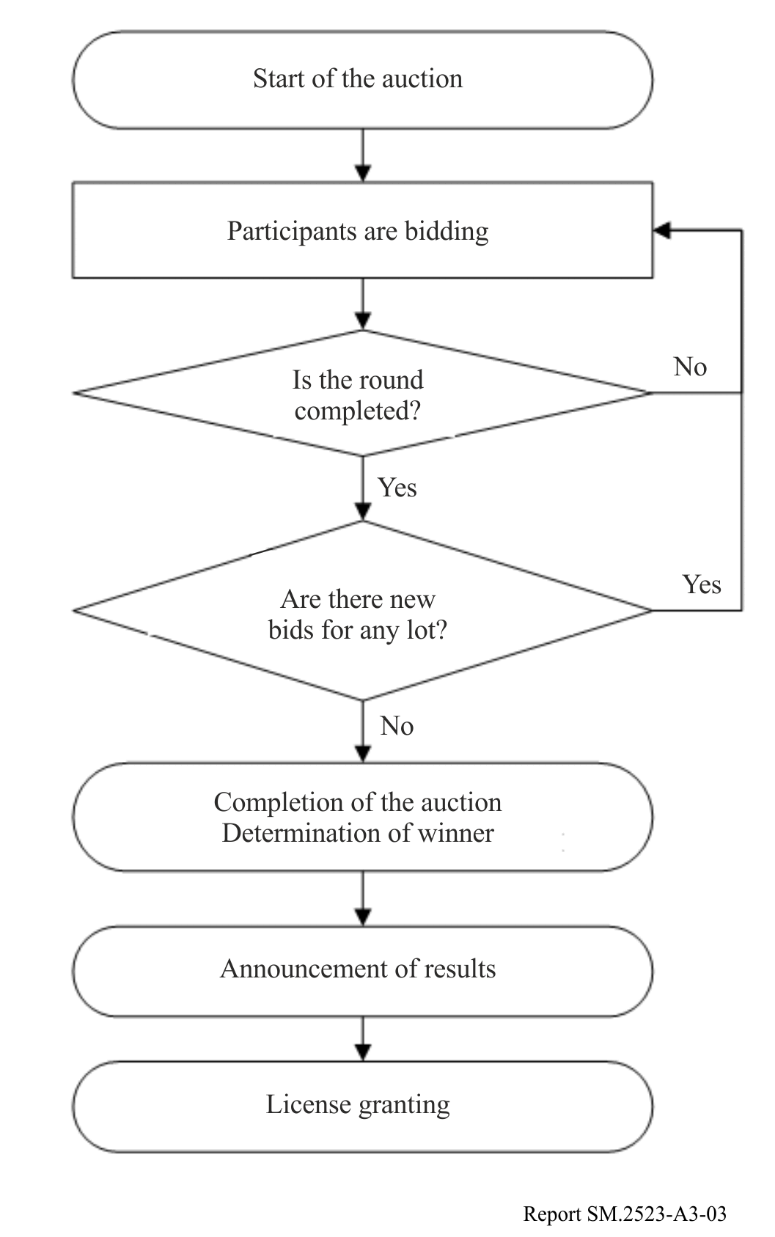 Start of the auction
Participants are bidding
Is the round
completed?
No
Yes
Are there new
bids for any lot?
Yes
No
Completion of the auction
Determination of winner
Announcement of results
License granting
Report SM.2523-A3-03